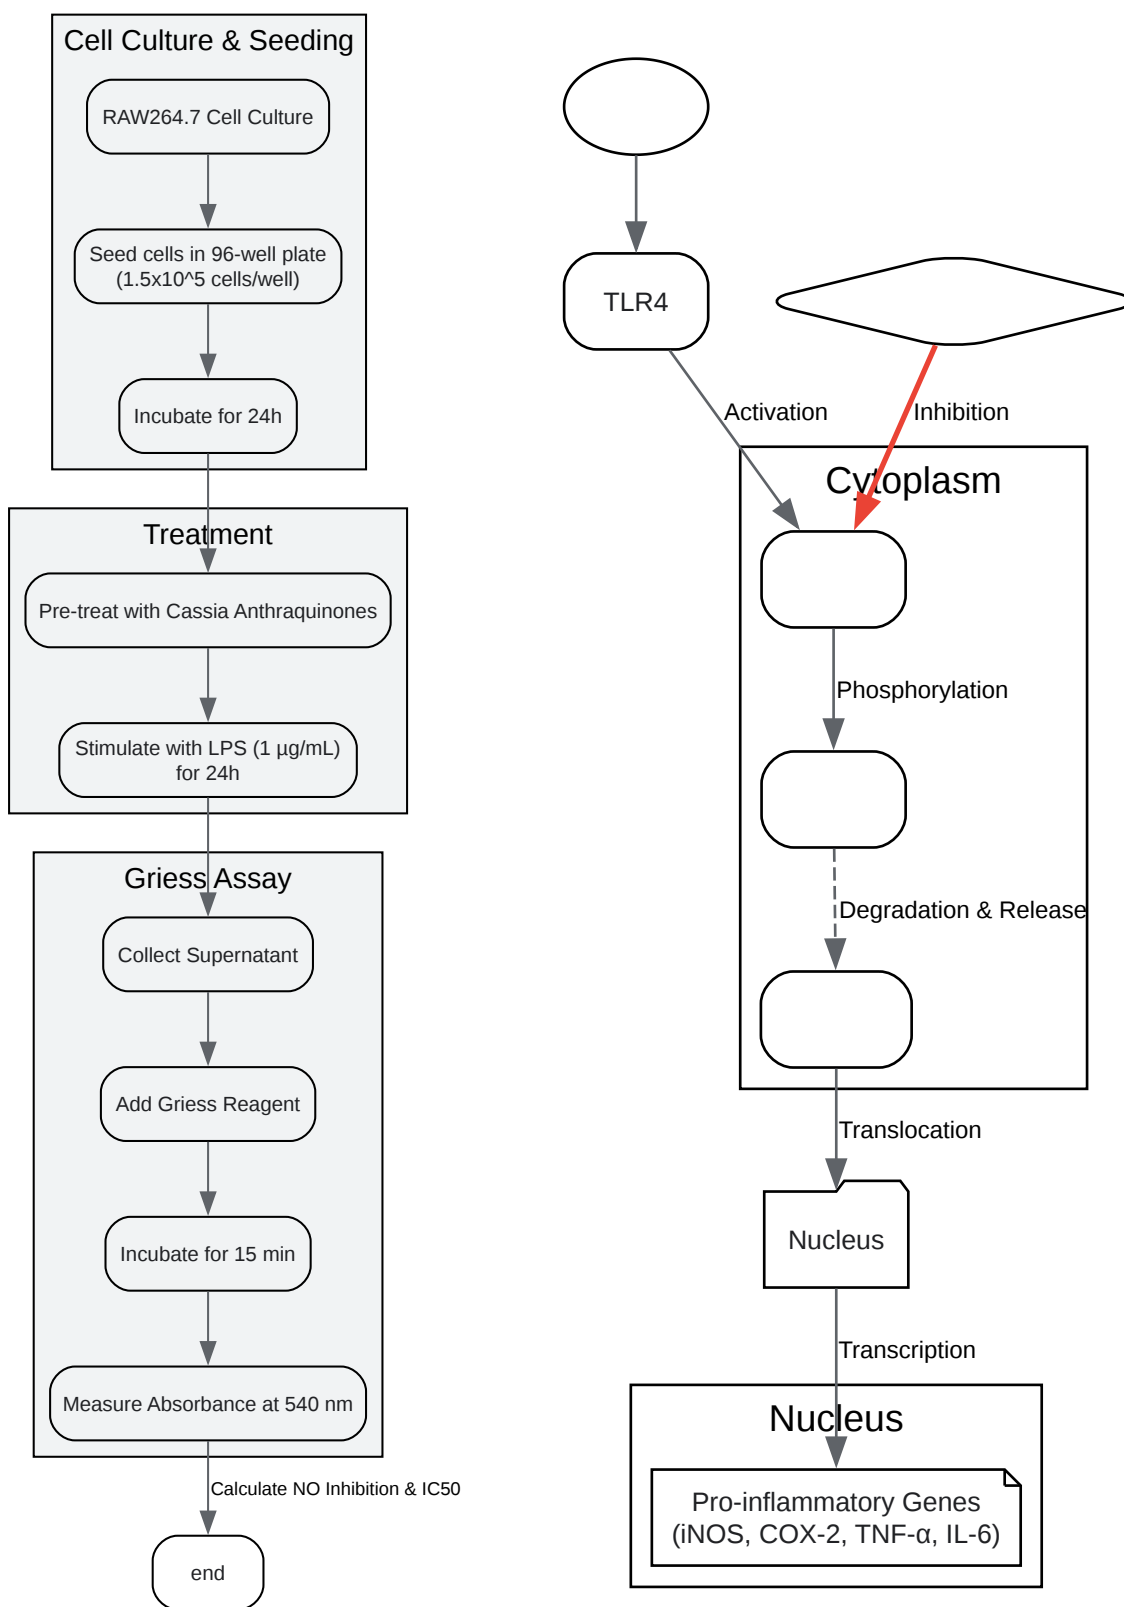 Cell Culture & Seeding
RAW264.7 Cell Culture
Seed cells in 96-well plate
(1.5x10^5 cells/well)
Incubate for 24h
Treatment
Pre-treat with Cassia Anthraquinones
Stimulate with LPS (1 µg/mL)
for 24h
Griess Assay
Collect Supernatant
Add Griess Reagent
Incubate for 15 min
Measure Absorbance at 540 nm
Calculate NO Inhibition & IC50
end
TLR4
Activation
Inhibition
Cytoplasm
Phosphorylation
Degradation & Release
Translocation
Nucleus
Transcription
Nucleus
Pro-inflammatory Genes
(iNOS, COX-2, TNF-α, IL-6)